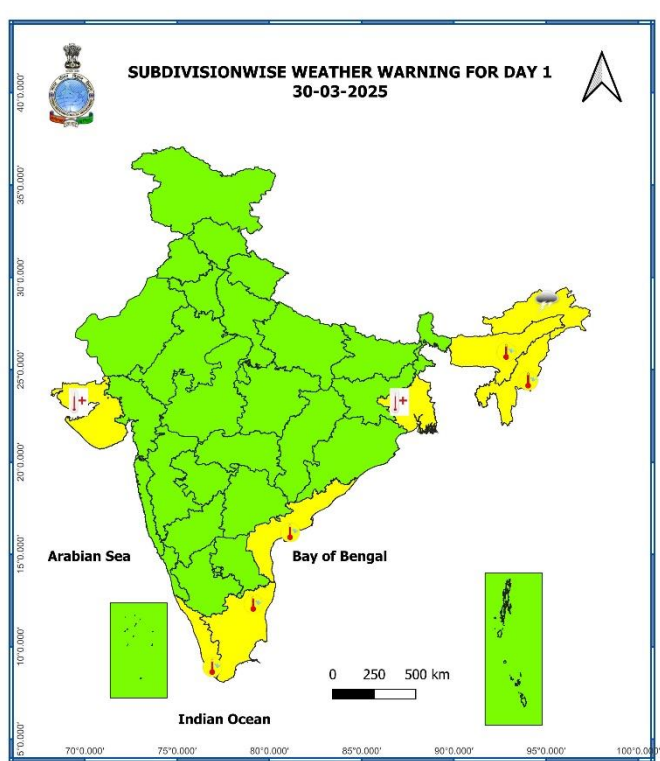 SUBDIVISIONWISE WEATHER WARNING FOR DAY 1
30-03-2025
40°0.000'
35°0.000'
30°0.000'
25°0.000'
20°0.000'
15°0.000'
10°0.000'
5°0.000'
Arabian Sea
Bay of Bengal
0 250 500 km
Indian Ocean
70°0.000' 75°0.000' 80°0.000' 85°0.000' 90°0.000' 95°0.000' 100°0.000'